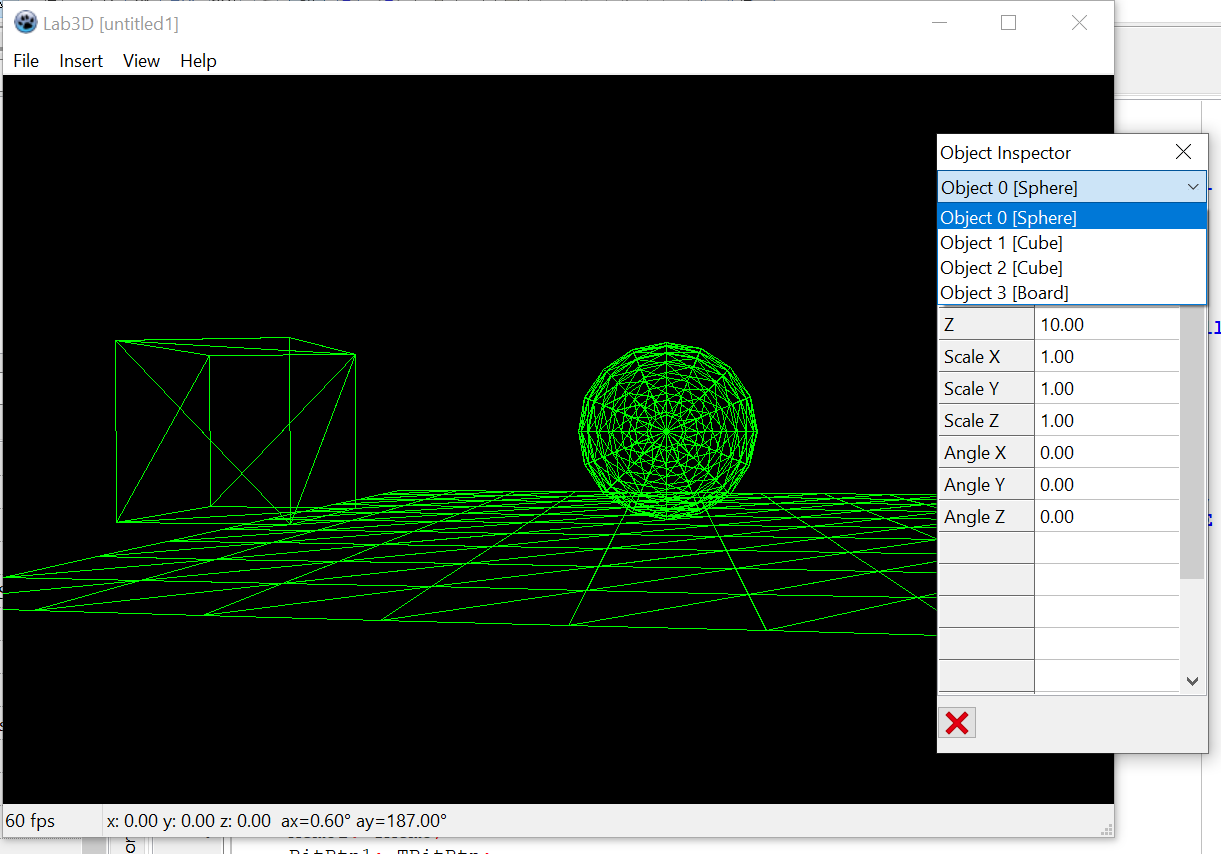 Lab3D [untitled1]
File Insert View Help
Object Inspector
Object 0 [Sphere]
Object 0 [Sphere]
Object 1 [Cube]
Object 2 [Cube]
Object 3 [Board]
Z 10.00
Scale X 1.00
Scale Y 1.00
Scale Z 1.00
Angle X 0.00
Angle Y 0.00
Angle Z 0.00
60 fps x: 0.00 y: 0.00 z: 0.00 ax=0.60° ay=187.00°